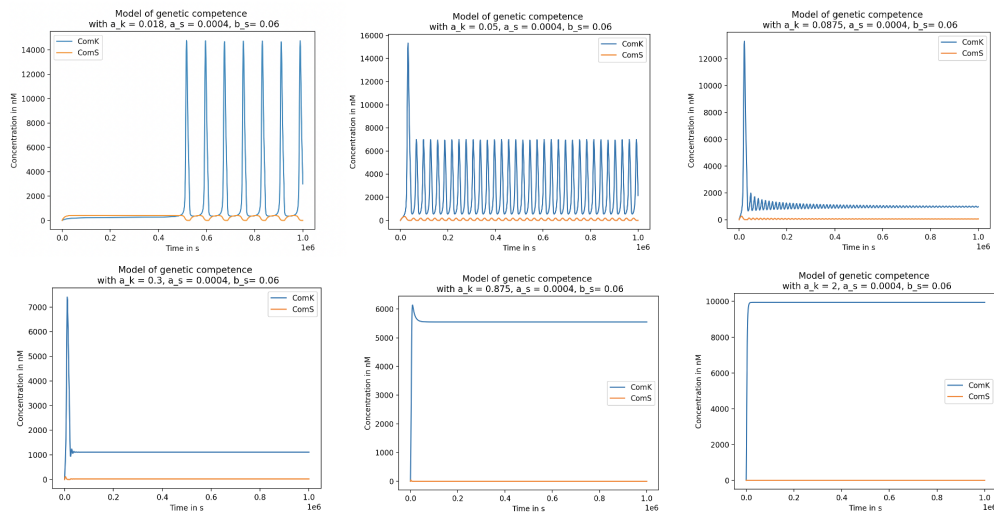 Model of genetic competence
with a_k = 0.018, a_s = 0.0004, b_s= 0.06
ComK
ComS
Concentration in nM
14000
12000
10000
8000
6000
4000
2000
0
0.0 0.2 0.4 0.6 0.8 1.0
1e6
Time in s
Model of genetic competence
with a_k = 0.05, a_s = 0.0004, b_s= 0.06
ComK
ComS
Concentration in nM
16000
14000
12000
10000
8000
6000
4000
2000
0
0.0 0.2 0.4 0.6 0.8 1.0
1e6
Time in s
Model of genetic competence
with a_k = 0.0875, a_s = 0.0004, b_s= 0.06
ComK
ComS
Concentration in nM
12000
10000
8000
6000
4000
2000
0
0.0 0.2 0.4 0.6 0.8 1.0
1e6
Time in s
Model of genetic competence
with a_k = 0.3, a_s = 0.0004, b_s= 0.06
ComK
ComS
Concentration in nM
7000
6000
5000
4000
3000
2000
1000
0
0.0 0.2 0.4 0.6 0.8 1.0
1e6
Time in s
Model of genetic competence
with a_k = 0.875, a_s = 0.0004, b_s= 0.06
ComK
ComS
Concentration in nM
6000
5000
4000
3000
2000
1000
0
0.0 0.2 0.4 0.6 0.8 1.0
1e6
Time in s
Model of genetic competence
with a_k = 2, a_s = 0.0004, b_s= 0.06
ComK
ComS
Concentration in nM
10000
8000
6000
4000
2000
0
0.0 0.2 0.4 0.6 0.8 1.0
1e6
Time in s